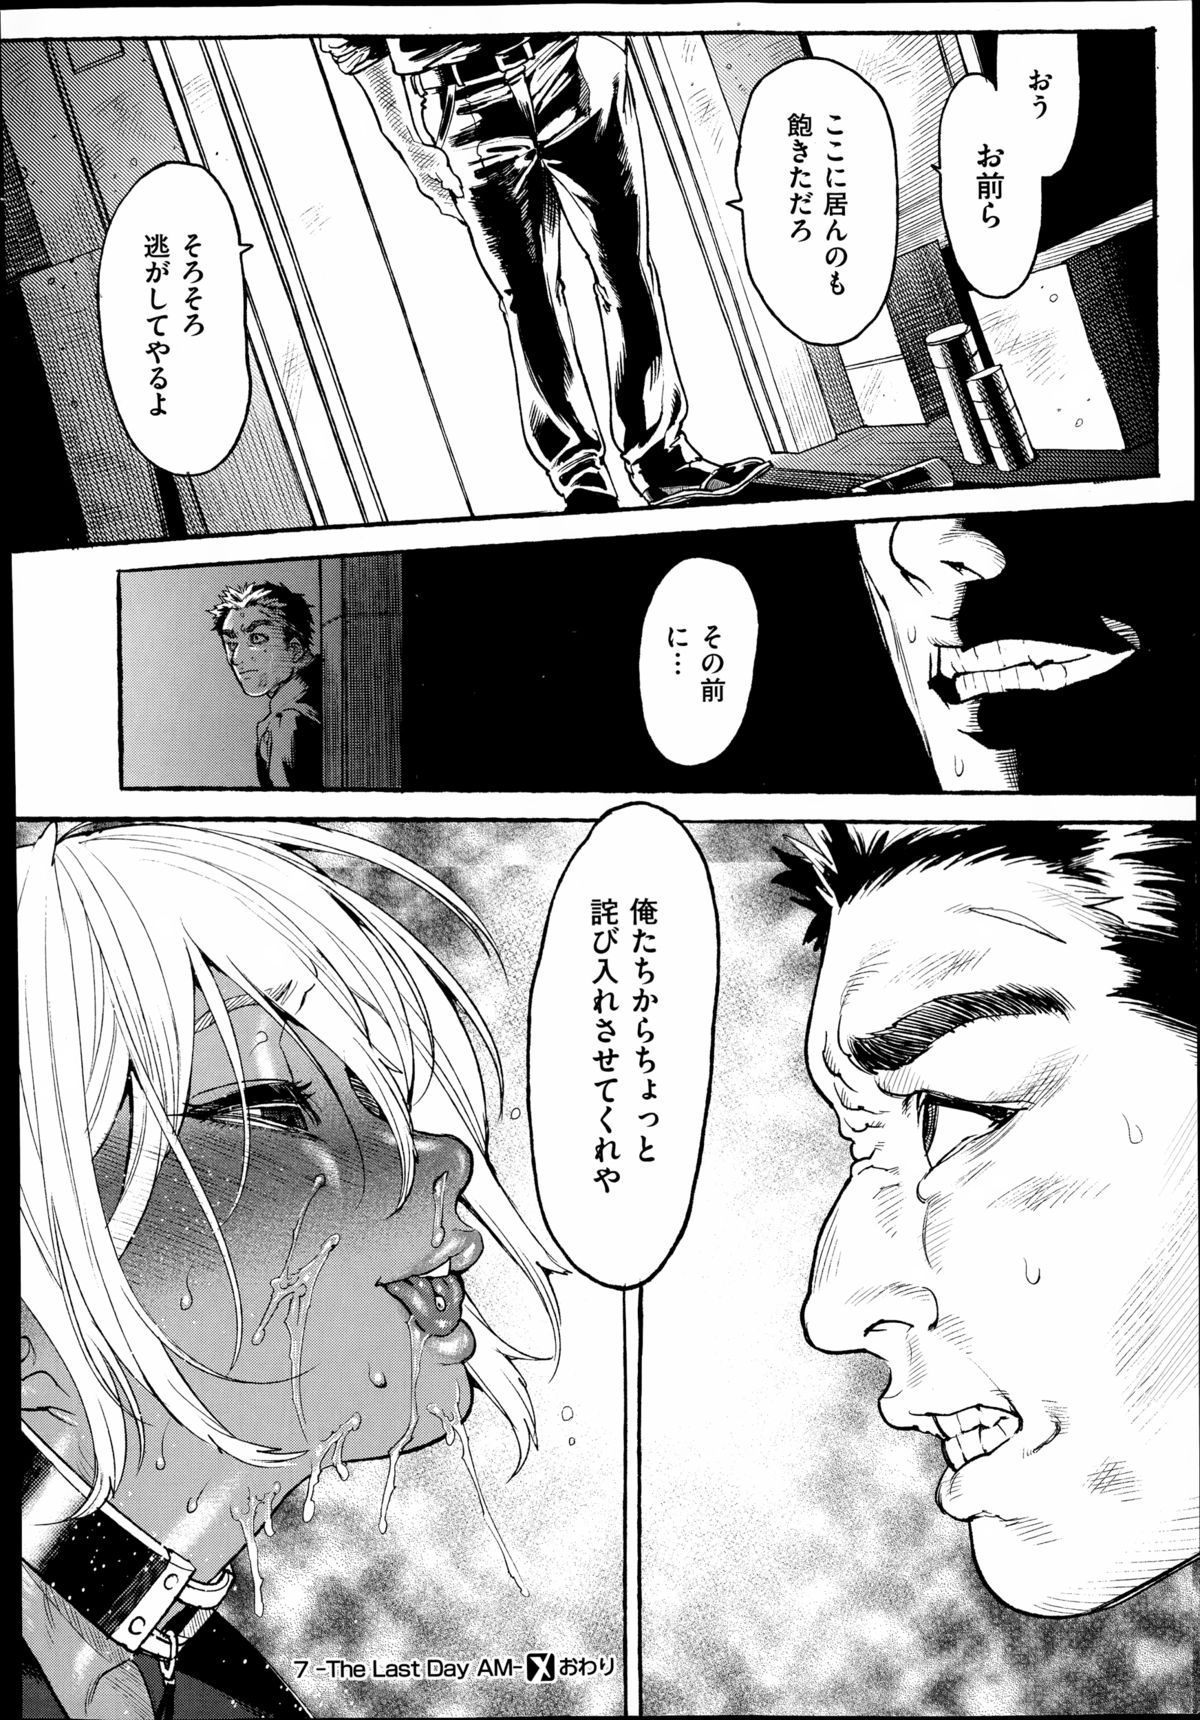 おぅ
お前ら
ここに居んのも
飽きただろ
そろそろ
逃がしてやるよ
その前
に…
俺たちからちょっと
詫び入れさせてくれや
7 -The Last Day AM- X おわり